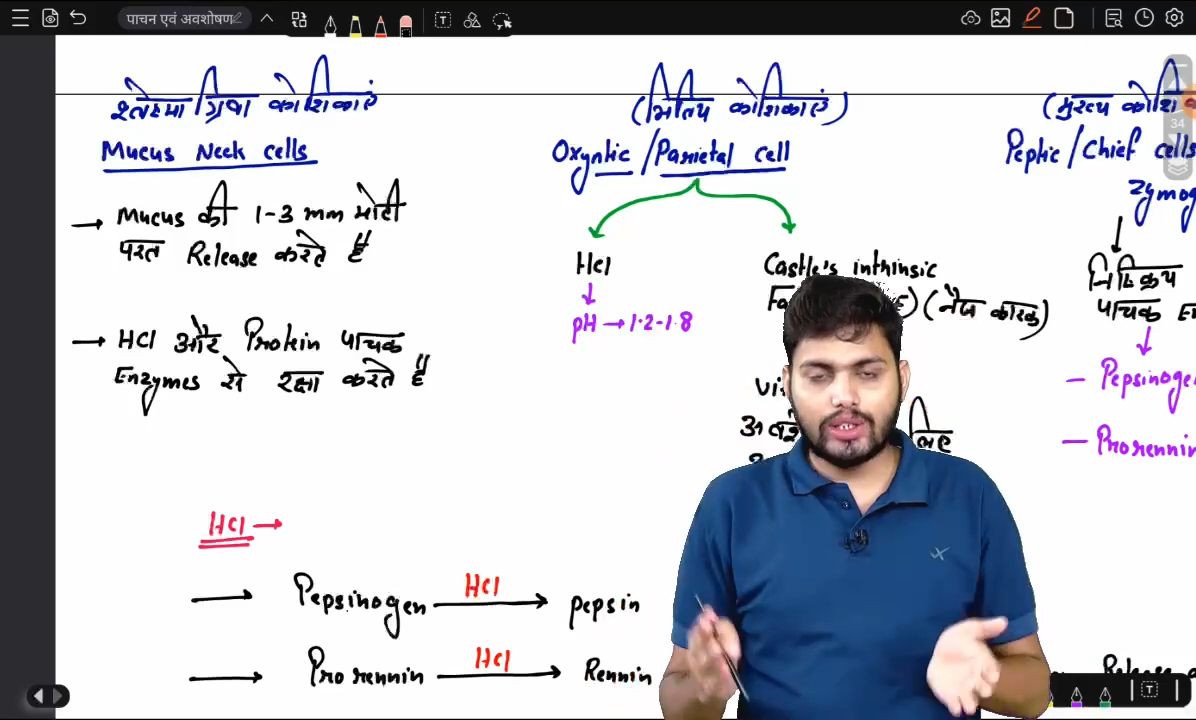 पाचन एवं अवशोषण
श्लेष्मा ग्रीवा कोशिकाएं
Mucus Neck cells
→ Mucus की 1-3 mm मोटी
परत Release करते हैं
→ HCl और Protein पाचक
Enzymes से रक्षा करते हैं
(भित्तिय कोशिकाएं)
Oxyntic / Parietal cell
HCl
↓
pH → 1.2-1.8
Castle's intrinsic
(नैज कारक)
(मुख्य
Peptic / Chief cells
निष्क्रिय
पाचक
-
- 
34
HCl →
→ Pepsinogen HCl → pepsin
→ Prorennin HCl → Rennin